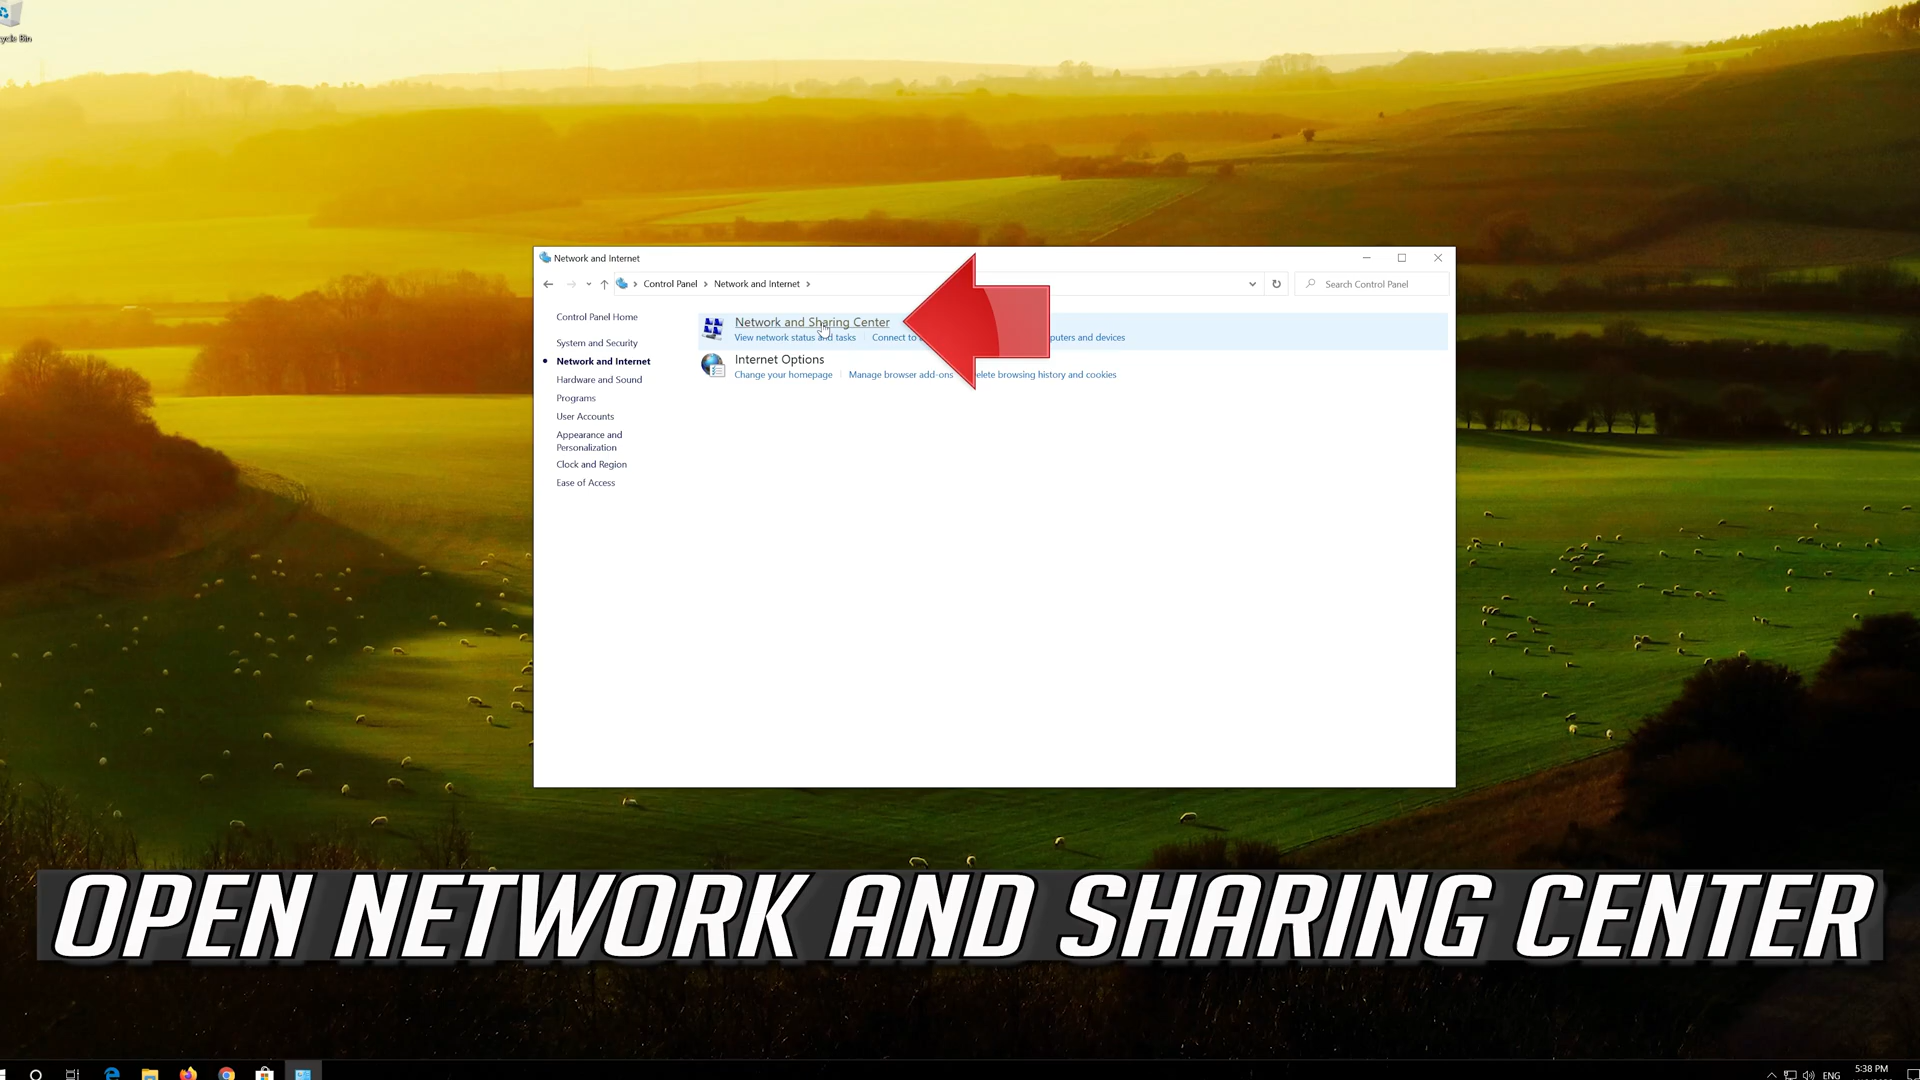 Network and Internet
Control Panel > Network and Internet >
Search Control Panel
Control Panel Home
System and Security
Network and Internet
Hardware and Sound
Programs
User Accounts
Appearance and
Personalization
Clock and Region
Ease of Access
Network and Sharing Center
View network status and tasks
Connect to
and devices
Internet Options
Change your homepage
Manage browser add-ons
browsing history and cookies
OPEN NETWORK AND SHARING CENTER
ENG
5:38 PM